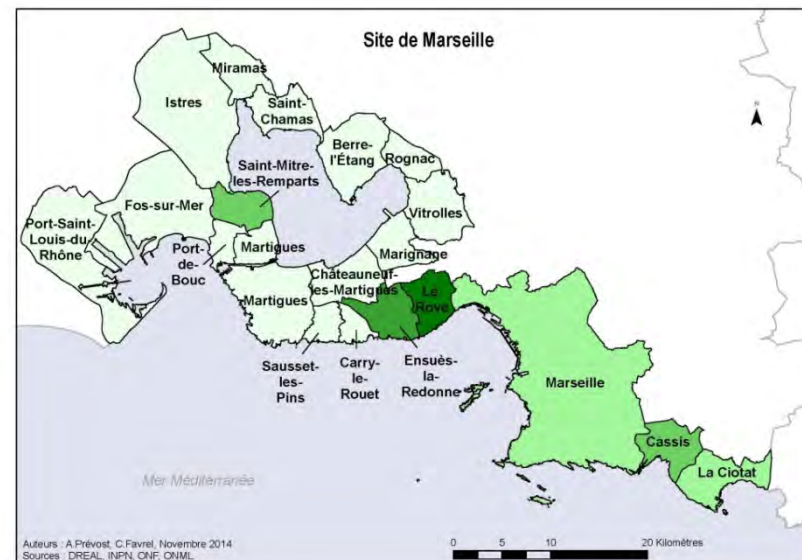 Site de Marseille
Miramas
Istres
Saint-
Chamas
Berre-
l'Étang
Rognac
Saint-Mitre-
les-Remparts
Fos-sur-Mer
Vitrolles
Port-Saint-
Louis-du-
Rhône
Port-
de-
Bouc
Martigues
Marignane
Châteauneuf-
les-Martigues
Martigues
Le
Rove
Sausset-
les-
Pins
Carry-
le-
Rouet
Ensuès-
la-
Redonne
Marseille
Cassis
La Ciotat
Mer Méditerranée
Auteurs : A.Prévost, C.Favrel, Novembre 2014
Sources : DREAL, INPN, ONF, ONML
0 5 10 20 Kilomètres